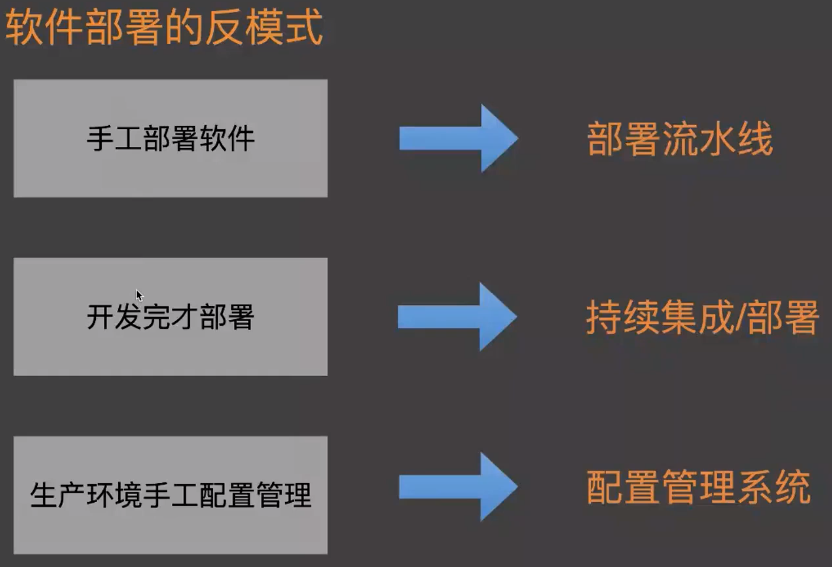 软件部署的反模式
手工部署软件
部署流水线
开发完才部署
持续集成/部署
生产环境手工配置管理
配置管理系统